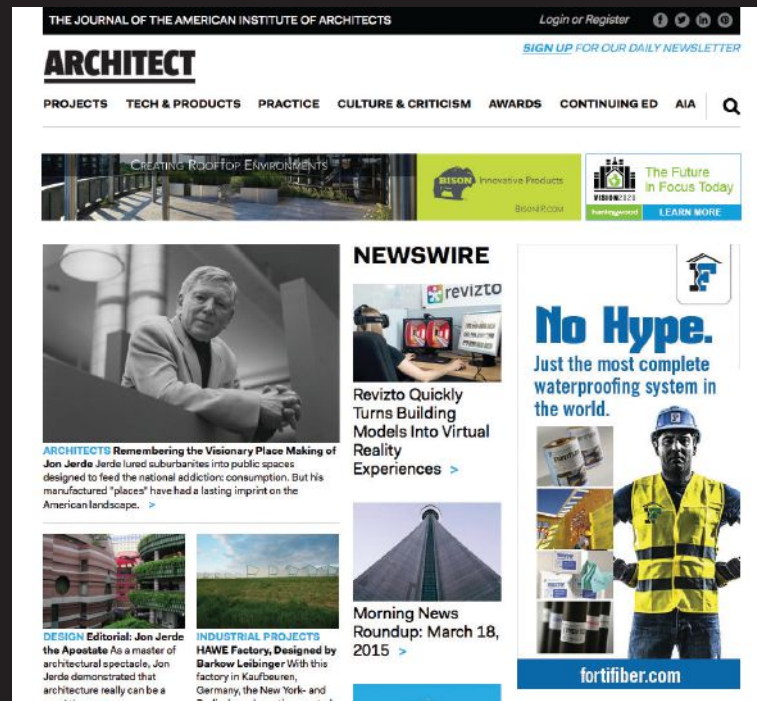 THE JOURNAL OF THE AMERICAN INSTITUTE OF ARCHITECTS
Login or Register
SIGN UP FOR OUR DAILY NEWSLETTER
ARCHITECT
PROJECTS TECH & PRODUCTS PRACTICE CULTURE & CRITICISM AWARDS CONTINUING ED AIA
CREATING ROOFTOP ENVIRONMENTS
BISON Innovative Products
BISONIP.COM
VISION2020
The Future
in Focus Today
hanleywood
LEARN MORE
ARCHITECTS Remembering the Visionary Place Making of
Jon Jerde Jerde lured suburbanites into public spaces
designed to feed the national addiction: consumption. But his
manufactured "places" have had a lasting imprint on the
American landscape. >
DESIGN Editorial: Jon Jerde
the Apostate As a master of
architectural spectacle, Jon
Jerde demonstrated that
architecture really can be a
INDUSTRIAL PROJECTS
HAWE Factory, Designed by
Barkow Leibinger With this
factory in Kaufbeuren,
Germany, the New York- and
NEWSWIRE
revizto
Revizto Quickly
Turns Building
Models Into Virtual
Reality
Experiences >
Morning News
Roundup: March 18,
2015 >
No Hype.
Just the most complete
waterproofing system in
the world.
fortifiber.com